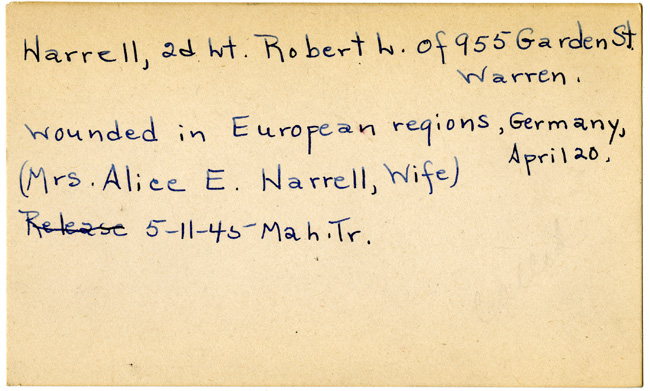 Harrell, 2d Lt. Robert L. of 955 Garden St.
Warren.
Wounded in European regions, Germany,
April 20.
(Mrs. Alice E. Harrell, Wife)
Release 5-11-45- Mah. Tr.